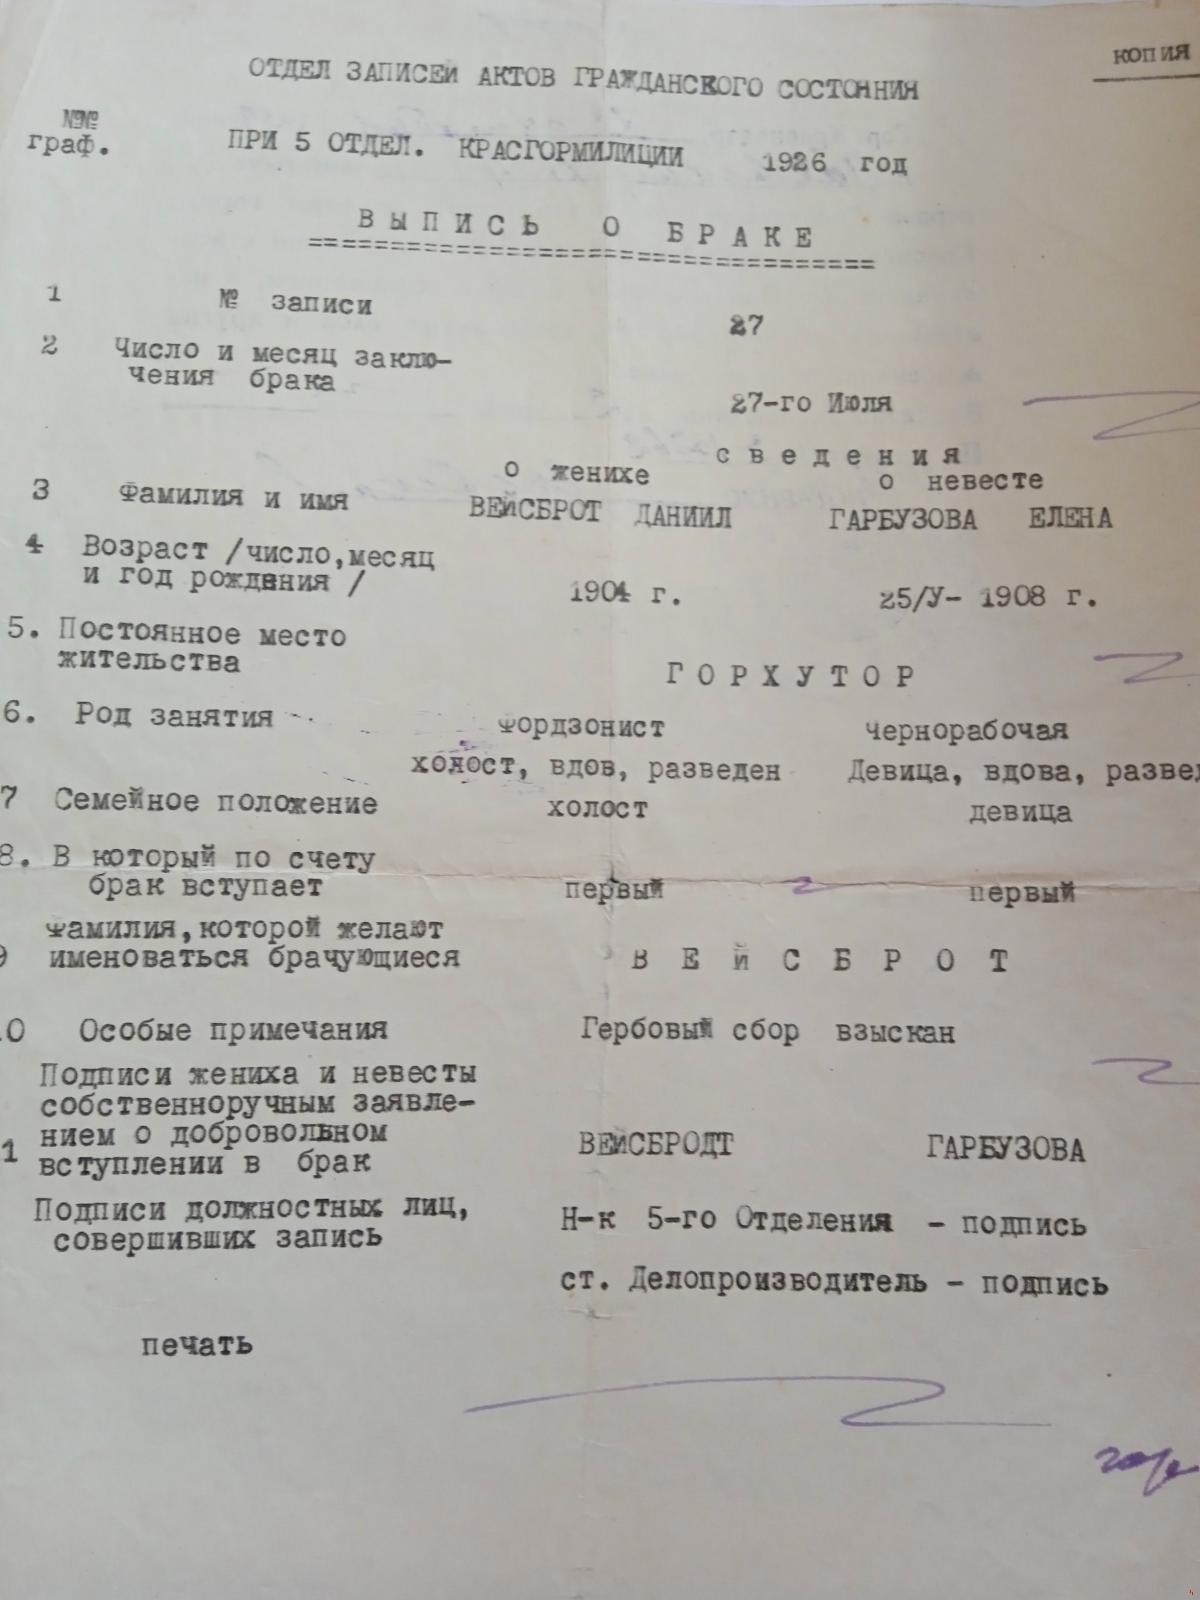 КОПИЯ
ОТДЕЛ ЗАПИСЕЙ АКТОВ ГРАЖДАНСКОГО СОСТОЯНИЯ
№№
граф.
ПРИ 5 ОТДЕЛ. КРАСГОРМИЛИЦИИ 1926 год
ВЫПИСЬ О БРАКЕ
===================================
1 № записи 27
2 Число и месяц заклю-
чения брака 27-го Июля
сведения
о женихе о невесте
3 Фамилия и имя ВЕЙСБРОТ ДАНИИЛ ГАРБУЗОВА ЕЛЕНА
4 Возраст /число,месяц
и год рождения / 1904 г. 25/У- 1908 г.
5. Постоянное место
жительства ГОРХУТОР
6. Род занятия Фордзонист Чернорабочая
холост, вдов, разведен Девица, вдова, развед
7 Семейное положение холост девица
8. В который по счету
брак вступает первый первый
Фамилия,которой желают
9 именоваться брачующиеся ВЕЙСБРОТ
10 Особые примечания Гербовый сбор взыскан
Подписи жениха и невесты
собственноручным заявле-
нием о добровольном ВЕЙСБРОДТ ГАРБУЗОВА
1 вступлении в брак
Подписи должностных лиц, Н-к 5-го Отделения - подпись
совершивших запись
ст. Делопроизводитель - подпись
печать